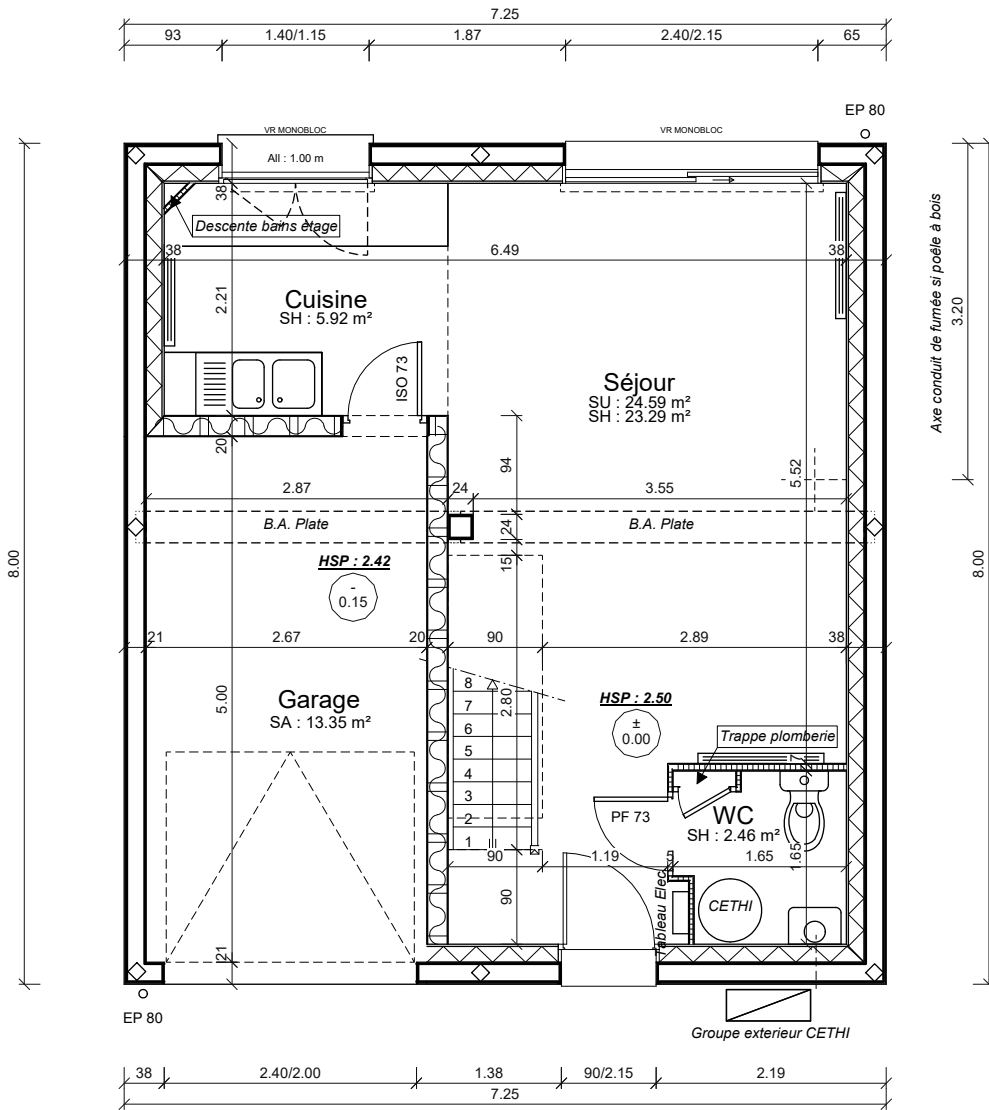 7.25
93 1.40/1.15 1.87 2.40/2.15 65
EP 80
VR MONOBLOC VR MONOBLOC
All : 1.00 m
38
Descente bains étage
38 6.49 38
Axe conduit de fumée si poêle à bois
3.20
2.21
Cuisine
SH : 5.92 m²
ISO 73
Séjour
SU : 24.59 m²
SH : 23.29 m²
20
94
5.52
2.87 24 3.55
B.A. Plate
24
B.A. Plate
8.00
8.00
HSP : 2.42
15
-
0.15
21 2.67 20 90 2.89 38
5.00
Garage
SA : 13.35 m²
8
7
6
5
4
3
2
1
2.80
HSP : 2.50
±
0.00
Trappe plomberie
7
PF 73
WC
SH : 2.46 m²
90 1.19 5 1.65
1.65
90
Tableau Elec
CETHI
21
EP 80
Groupe exterieur CETHI
38 2.40/2.00 1.38 90/2.15 2.19
7.25